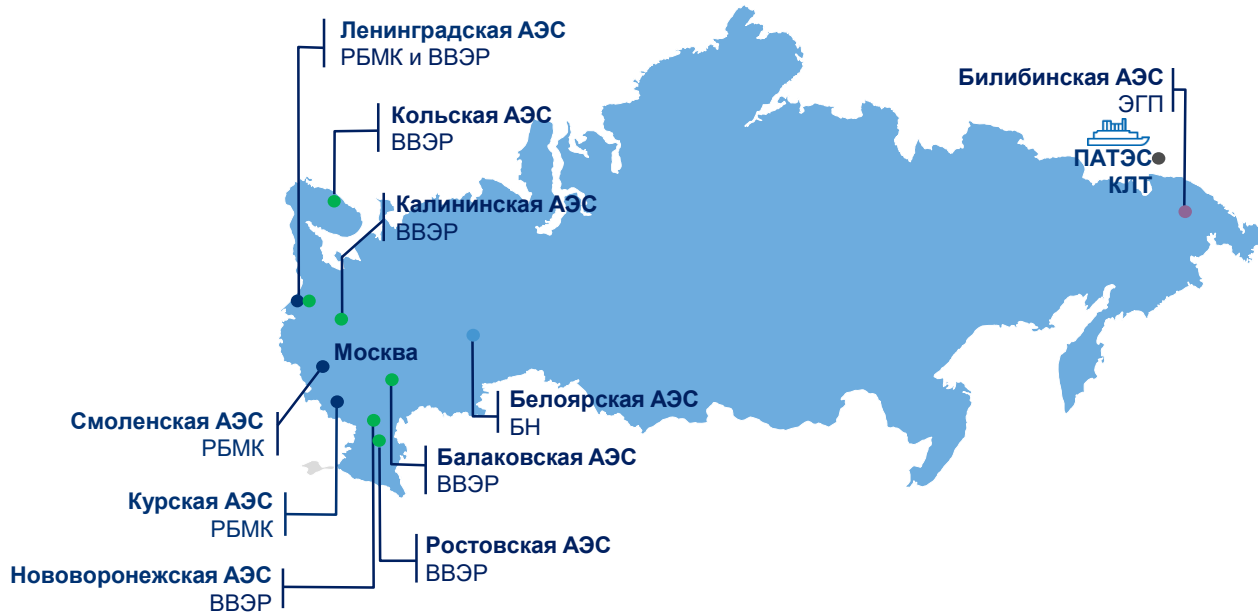 Ленинградская АЭС
РБМК и ВВЭР
Билибинская АЭС
ЭГП
Кольская АЭС
ВВЭР
ПАТЭС
КЛТ
Калининская АЭС
ВВЭР
Москва
Белоярская АЭС
БН
Смоленская АЭС
РБМК
Балаковская АЭС
ВВЭР
Курская АЭС
РБМК
Ростовская АЭС
ВВЭР
Нововоронежская АЭС
ВВЭР